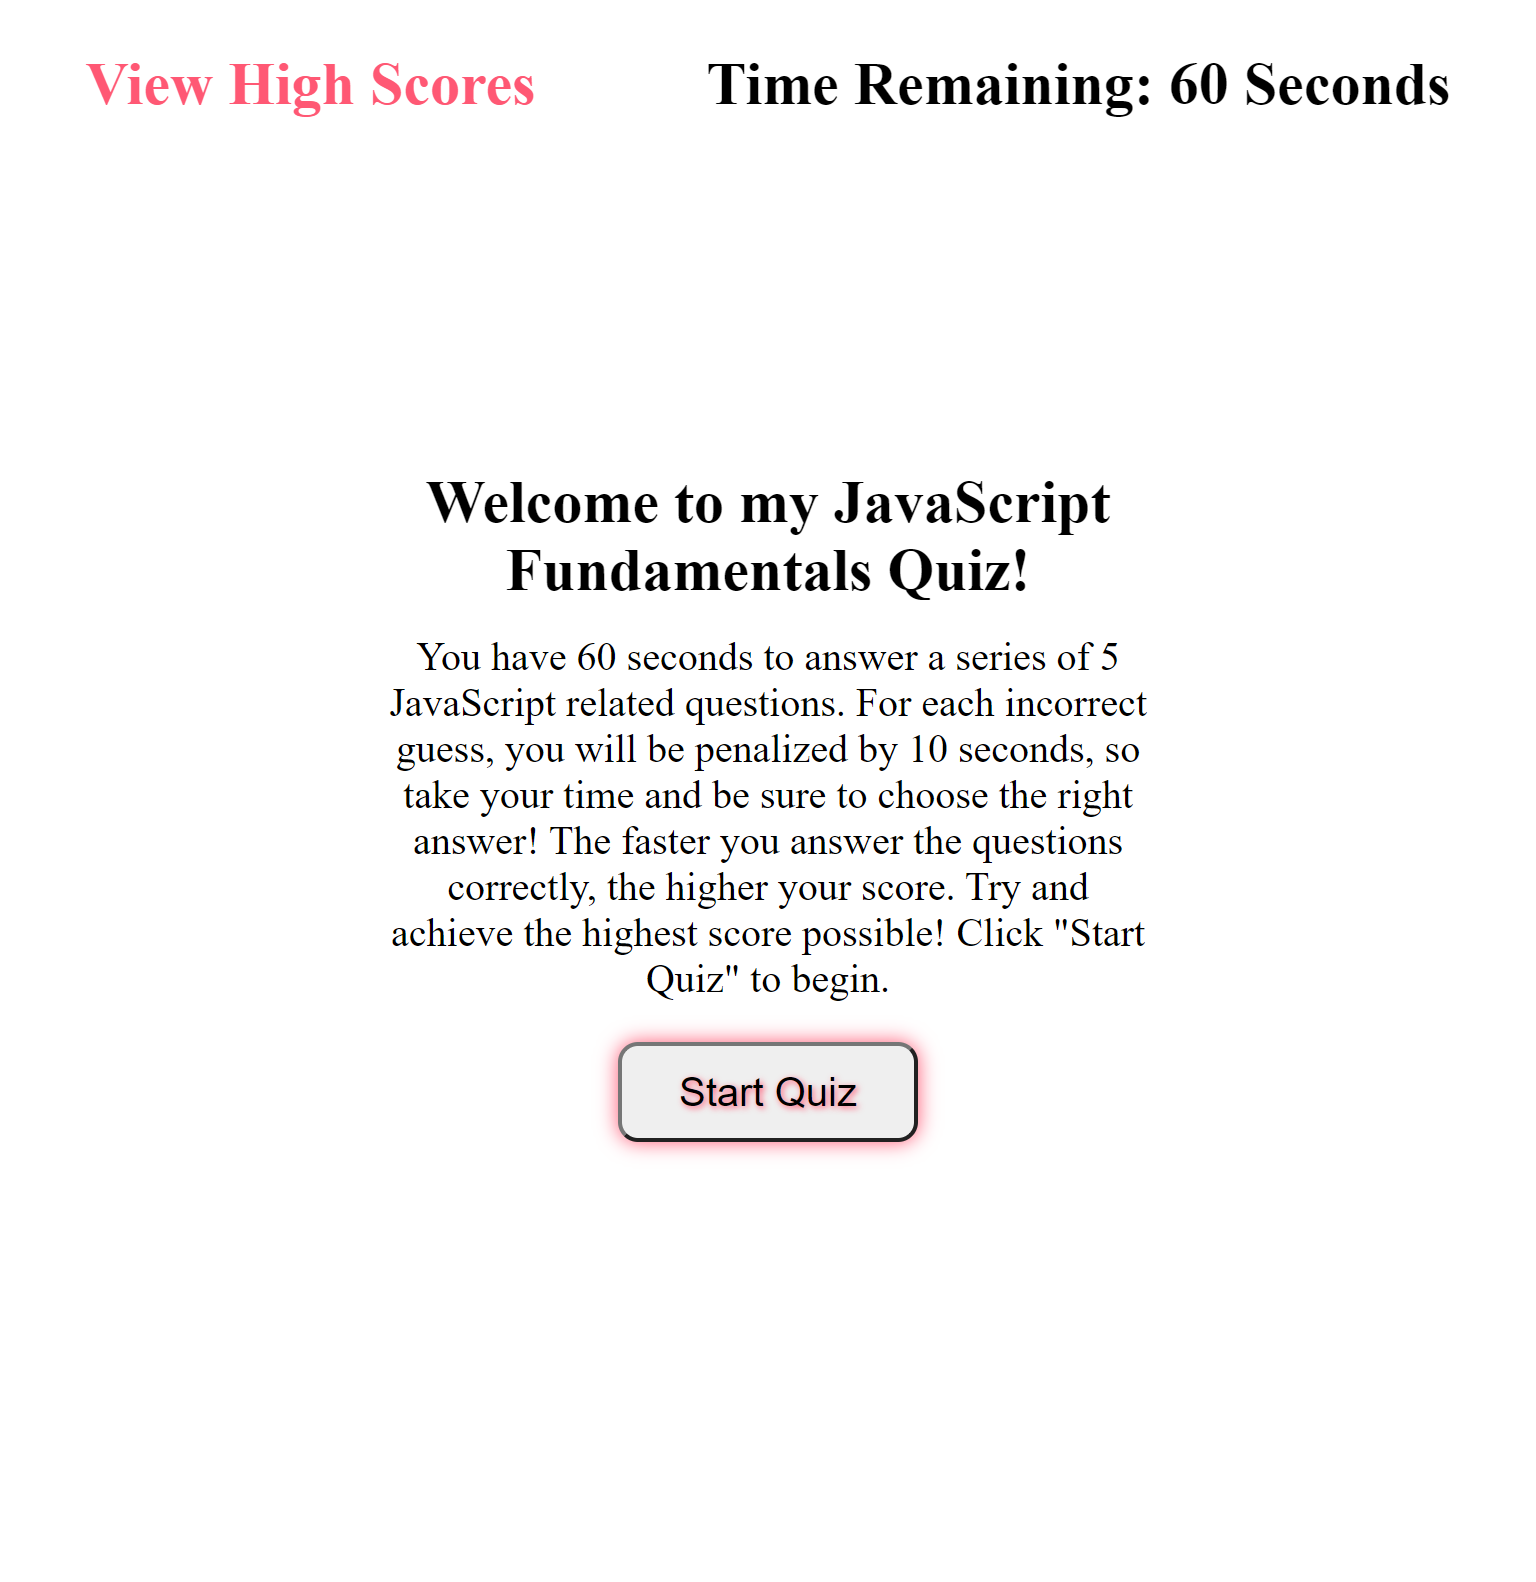 View High Scores
Time Remaining: 60 Seconds
Welcome to my JavaScript
Fundamentals Quiz!
You have 60 seconds to answer a series of 5
JavaScript related questions. For each incorrect
guess, you will be penalized by 10 seconds, so
take your time and be sure to choose the right
answer! The faster you answer the questions
correctly, the higher your score. Try and
achieve the highest score possible! Click "Start
Quiz" to begin.
Start Quiz